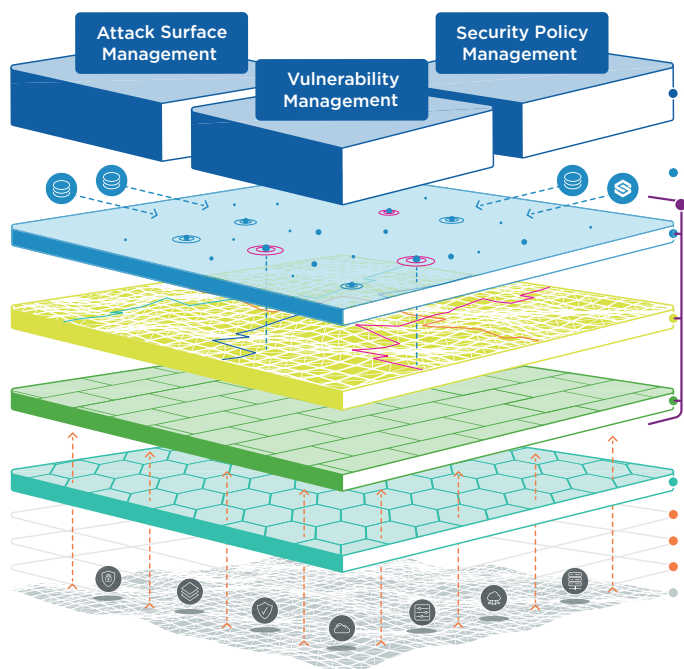 Attack Surface
Management
Security Policy
Management
Vulnerability
Management